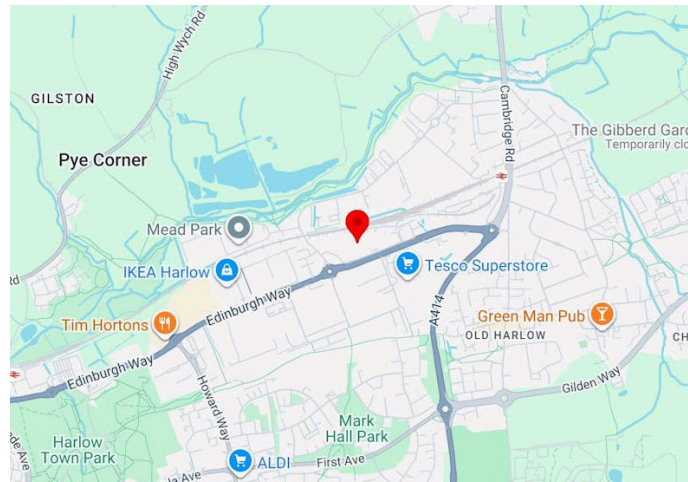 High Wych Rd
GILSTON
Pye Corner
Cambridge Rd
The Gibberd Gard
Temporarily clo
Mead Park
IKEA Harlow
Tesco Superstore
Edinburgh Way
Tim Hortons
A414
Green Man Pub
OLD HARLOW
CH
Edinburgh Way
Howard Way
Gilden Way
Mark
Hall Park
Harlow
Town Park
ALDI
First Ave